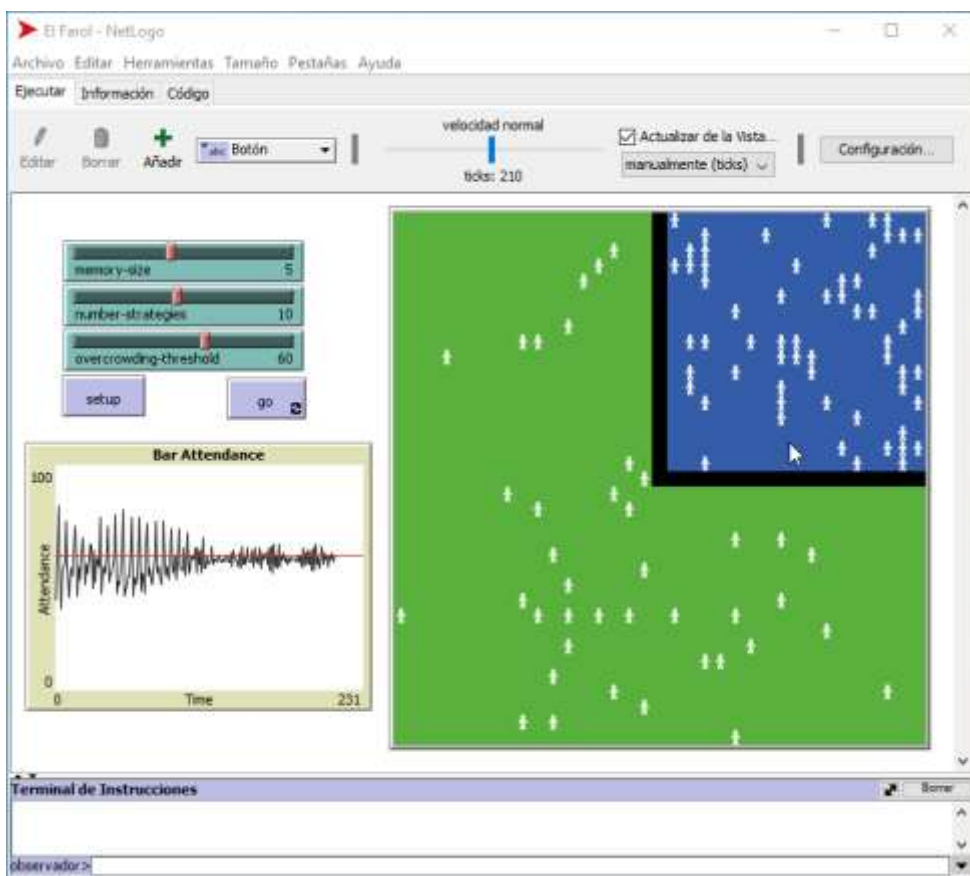 El Farol - NetLogo
Archivo Editar Herramientas Tamaño Pestañas Ayuda
Ejecutar Información Código
Editar Borrar Añadir abc Botón
velocidad normal
ticks: 210
Actualizar de la Vista...
manualmente (ticks)
Configuración...
memory-size 5
number-strategies 10
overcrowding-threshold 60
setup go
Bar Attendance
100
Attendance
0
0 Time 231
Terminal de Instrucciones Borrar
observador>